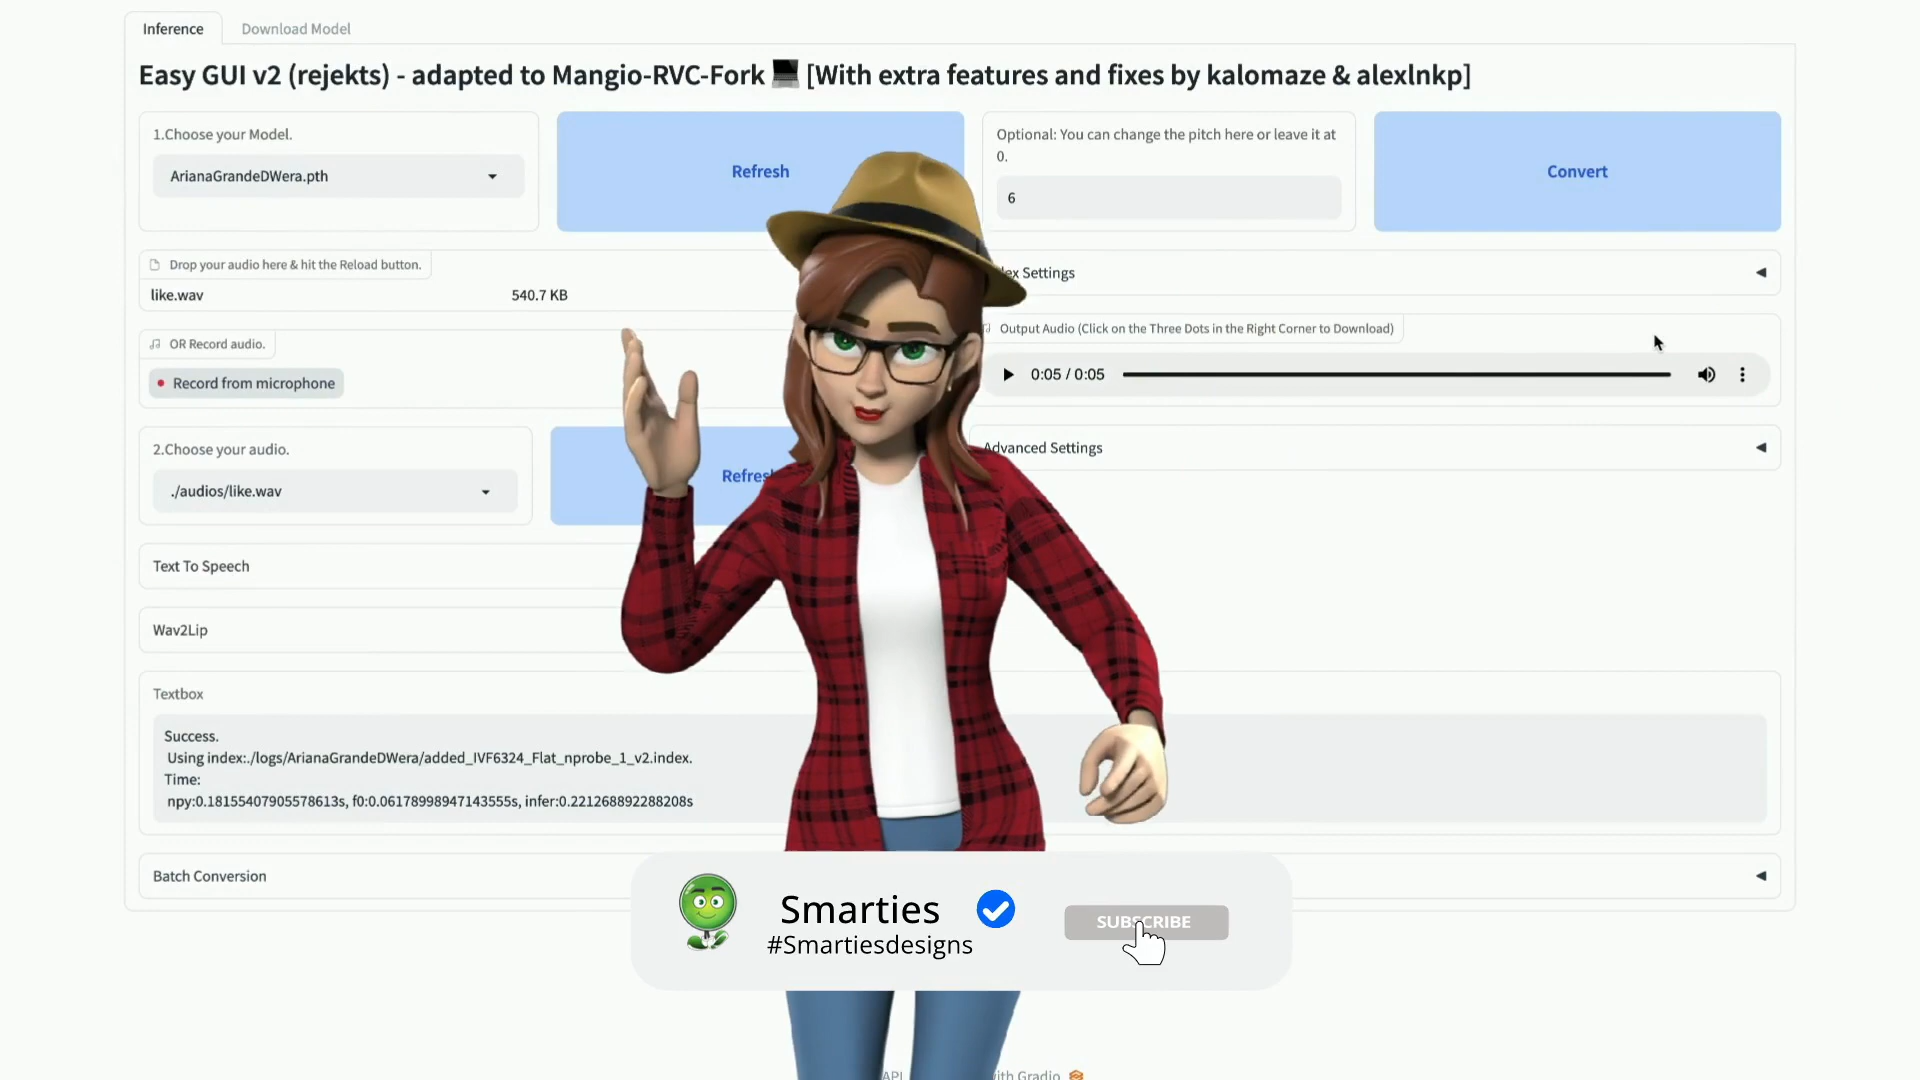 Inference
Download Model
Easy GUI v2 (rejekts) - adapted to Mangio-RVC-Fork 💻 [With extra features and fixes by kalomaze & alexlnkp]
1.Choose your Model.
ArianaGrandeDWera.pth
Refresh
Optional: You can change the pitch here or leave it at
0.
6
Convert
Drop your audio here & hit the Reload button.
like.wav
540.7 KB
Settings
OR Record audio.
Record from microphone
Output Audio (Click on the Three Dots in the Right Corner to Download)
0:05 / 0:05
2.Choose your audio.
./audios/like.wav
Refres
Advanced Settings
Text To Speech
Wav2Lip
Textbox
Success.
Using index:./logs/ArianaGrandeDWera/added_IVF6324_Flat_nprobe_1_v2.index.
Time:
npy:0.18155407905578613s, f0:0.06178998947143555s, infer:0.221268892288208s
Batch Conversion
Smarties
#Smartiesdesigns
SUBSCRIBE
API
with Gradio